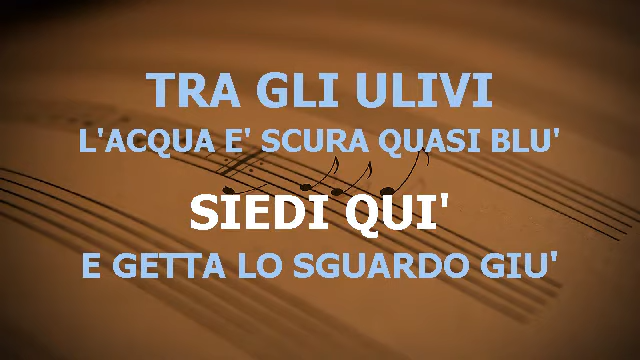 TRA GLI ULIVI
L'ACQUA E' SCURA QUASI BLU'
SIEDI QUI'
E GETTA LO SGUARDO GIU'